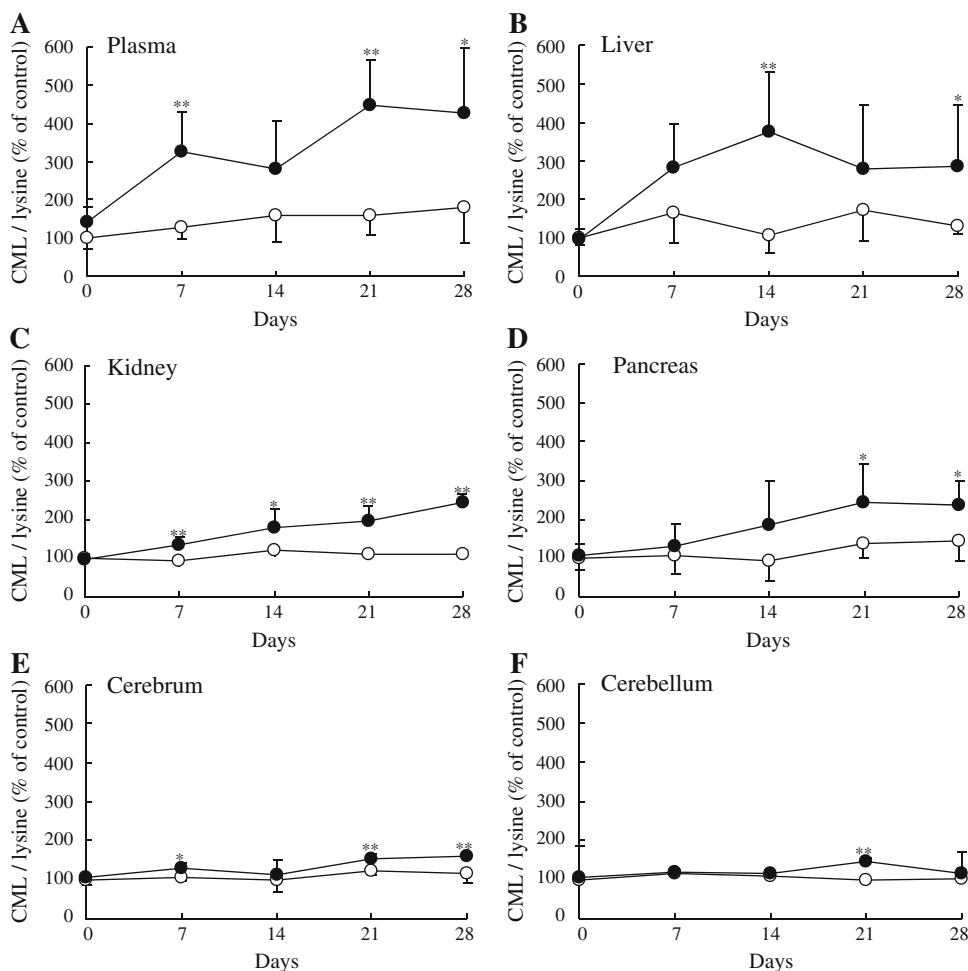 A
Plasma
CML / lysine (% of control)
600
500
400
300
200
100
0
** ** *
0 7 14 21 28
Days
B
Liver
CML / lysine (% of control)
600
500
400
300
200
100
0
** *
0 7 14 21 28
Days
C
Kidney
CML / lysine (% of control)
600
500
400
300
200
100
0
** * ** **
0 7 14 21 28
Days
D
Pancreas
CML / lysine (% of control)
600
500
400
300
200
100
0
* *
0 7 14 21 28
Days
E
Cerebrum
CML / lysine (% of control)
600
500
400
300
200
100
0
* ** **
0 7 14 21 28
Days
F
Cerebellum
CML / lysine (% of control)
600
500
400
300
200
100
0
**
0 7 14 21 28
Days